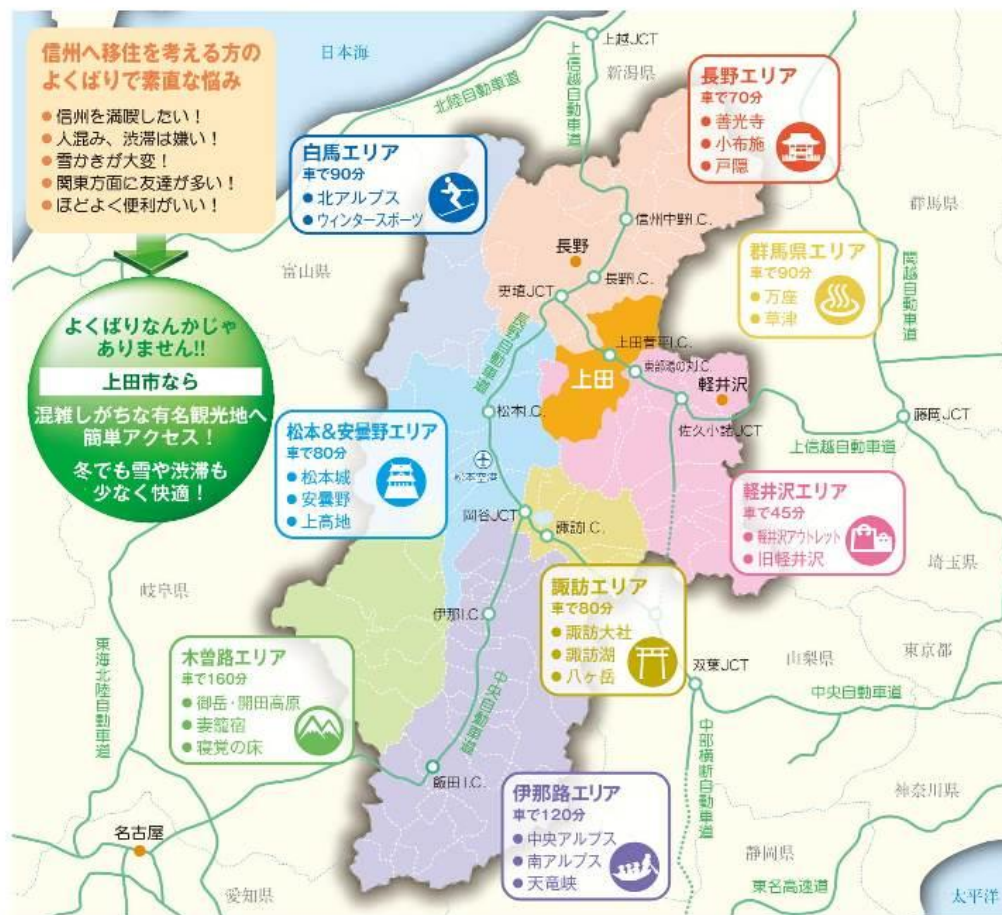 信州へ移住を考える方の
よくばりで素直な悩み
● 信州を満喫したい！
● 人混み、渋滞は嫌い！
● 雪かきが大変！
● 関東方面に友達が多い！
● ほどよく便利がいい！
よくばりなんかじゃ
ありません!!
上田市なら
混雑しがちな有名観光地へ
簡単アクセス！
冬でも雪や渋滞も
少なく快適！
日本海
北陸自動車道
上信越自動車道
上越JCT
新潟県
長野エリア
車で70分
● 善光寺
● 小布施
● 戸隠
白馬エリア
車で90分
● 北アルプス
● ウィンタースポーツ
富山県
信州中野I.C.
長野
長野I.C.
更埴JCT
長野自動車道
群馬県
群馬県エリア
車で90分
● 万座
● 草津
関越自動車道
上田菅平I.C.
東部湯の丸I.C.
上田
軽井沢
佐久小諸JCT
藤岡JCT
上信越自動車道
松本&安曇野エリア
車で80分
● 松本城
● 安曇野
● 上高地
松本I.C.
松本空港
岡谷JCT
諏訪I.C.
軽井沢エリア
車で45分
● 軽井沢アウトレット
● 旧軽井沢
埼玉県
岐阜県
東海北陸自動車道
伊那I.C.
諏訪エリア
車で80分
● 諏訪大社
● 諏訪湖
● 八ヶ岳
双葉JCT
山梨県
東京都
中央自動車道
木曽路エリア
車で160分
● 御岳・開田高原
● 妻籠宿
● 寝覚の床
中央自動車道
飯田I.C.
中部横断自動車道
伊那路エリア
車で120分
● 中央アルプス
● 南アルプス
● 天竜峡
神奈川県
名古屋
愛知県
静岡県
東名高速道
太平洋